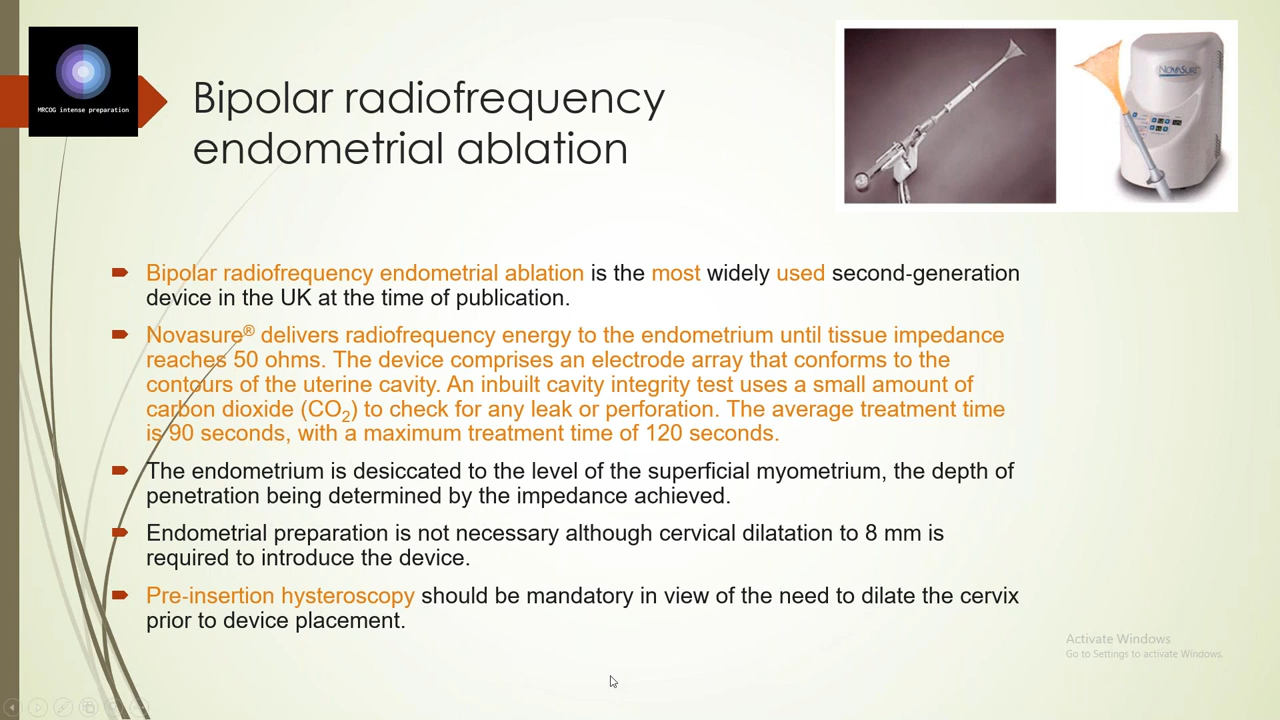 MRCOG intense preparation
Bipolar radiofrequency
endometrial ablation
NOVASURE
Bipolar radiofrequency endometrial ablation is the most widely used second-generation
device in the UK at the time of publication.
Novasure® delivers radiofrequency energy to the endometrium until tissue impedance
reaches 50 ohms. The device comprises an electrode array that conforms to the
contours of the uterine cavity. An inbuilt cavity integrity test uses a small amount of
carbon dioxide (CO₂) to check for any leak or perforation. The average treatment time
is 90 seconds, with a maximum treatment time of 120 seconds.
The endometrium is desiccated to the level of the superficial myometrium, the depth of
penetration being determined by the impedance achieved.
Endometrial preparation is not necessary although cervical dilatation to 8 mm is
required to introduce the device.
Pre-insertion hysteroscopy should be mandatory in view of the need to dilate the cervix
prior to device placement.
Activate Windows
Go to Settings to activate Windows.